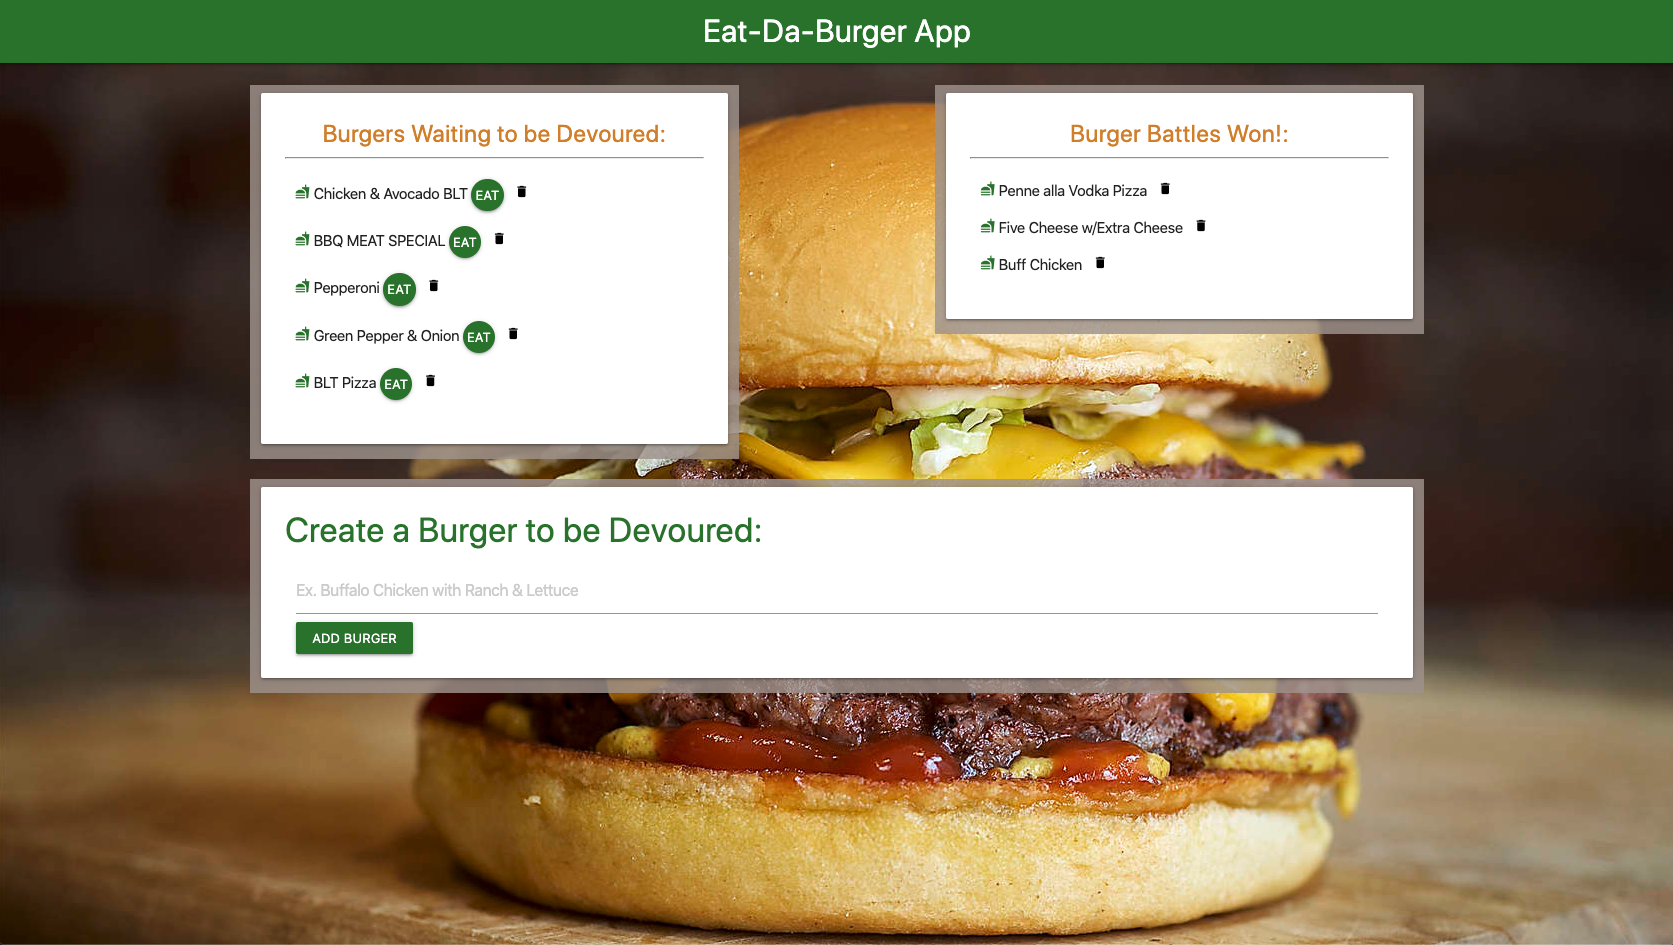 Eat-Da-Burger App
Burgers Waiting to be Devoured:
Chicken & Avocado BLT EAT
BBQ MEAT SPECIAL EAT
Pepperoni EAT
Green Pepper & Onion EAT
BLT Pizza EAT
Burger Battles Won!:
Penne alla Vodka Pizza
Five Cheese w/Extra Cheese
Buff Chicken
Create a Burger to be Devoured:
Ex. Buffalo Chicken with Ranch & Lettuce
ADD BURGER